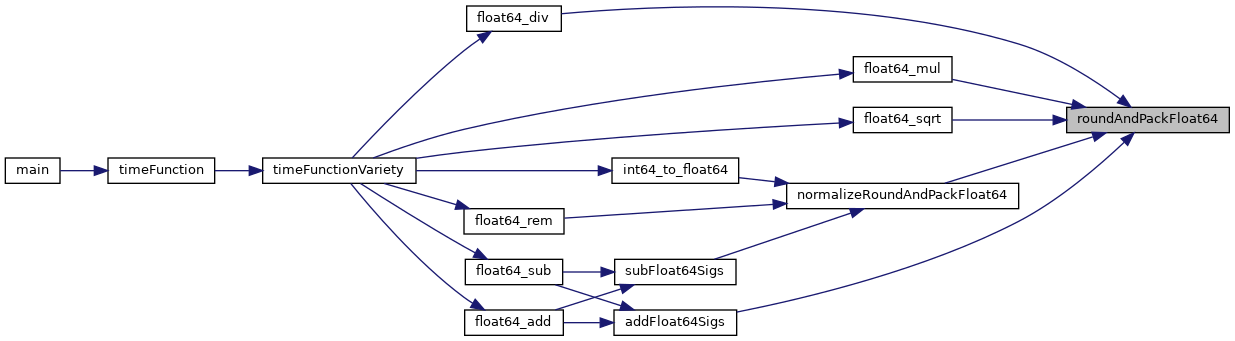 float64_div
float64_mul
roundAndPackFloat64
float64_sqrt
main
timeFunction
timeFunctionVariety
int64_to_float64
normalizeRoundAndPackFloat64
float64_rem
float64_sub
subFloat64Sigs
float64_add
addFloat64Sigs